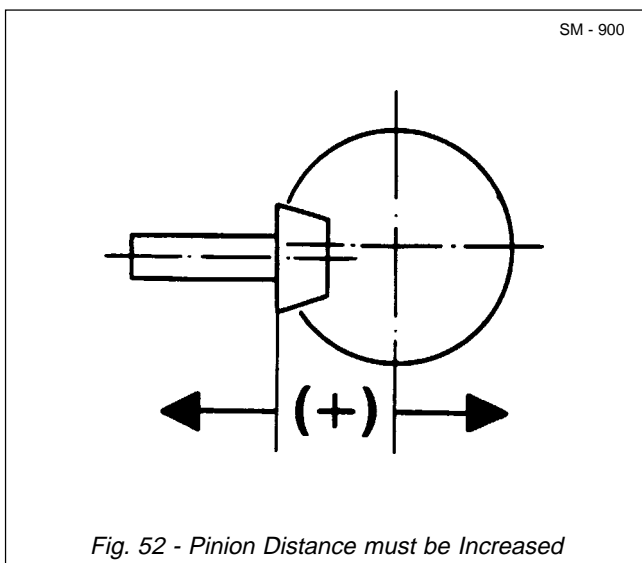 SM - 900
(+)
Fig. 52 - Pinion Distance must be Increased